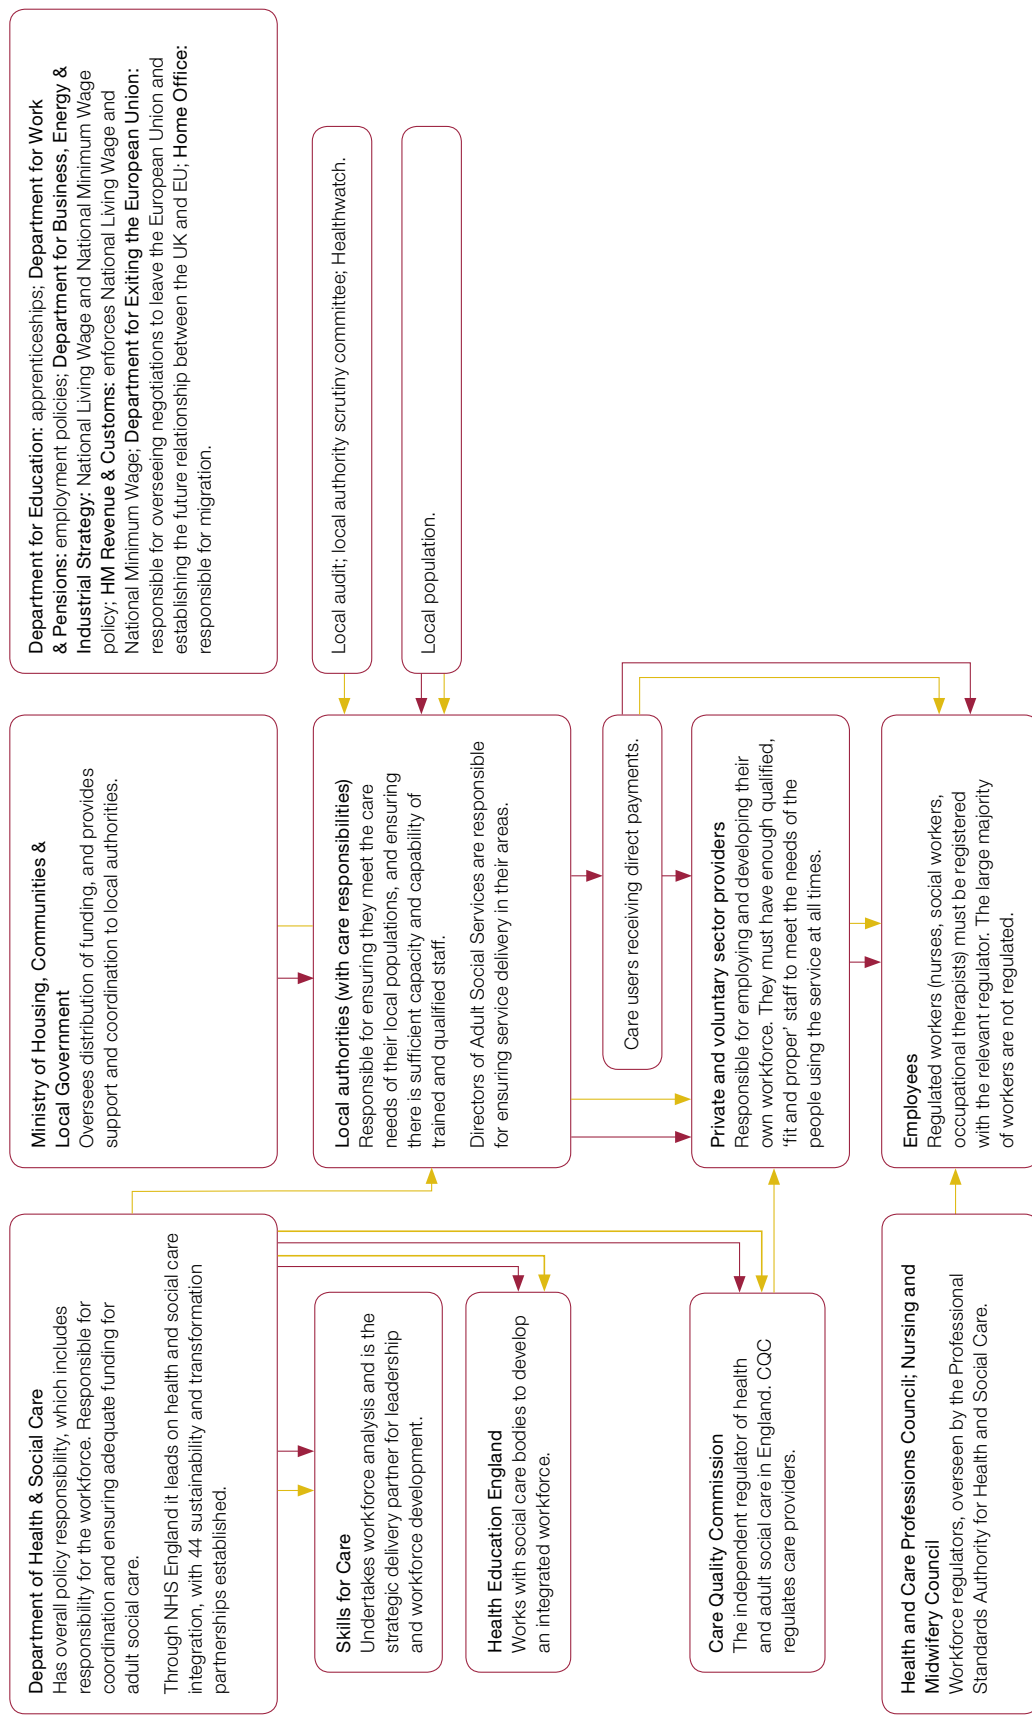 Department of Health & Social Care
Has overall policy responsibility, which includes
responsibility for the workforce. Responsible for
coordination and ensuring adequate funding for
adult social care.
Through NHS England it leads on health and social care
integration, with 44 sustainability and transformation
partnerships established.
Ministry of Housing, Communities &
Local Government
Oversees distribution of funding, and provides
support and coordination to local authorities.
Department for Education: apprenticeships; Department for Work
& Pensions: employment policies; Department for Business, Energy &
Industrial Strategy: National Living Wage and National Minimum Wage
policy; HM Revenue & Customs: enforces National Living Wage and
National Minimum Wage; Department for Exiting the European Union:
responsible for overseeing negotiations to leave the European Union and
establishing the future relationship between the UK and EU; Home Office:
responsible for migration.
Skills for Care
Undertakes workforce analysis and is the
strategic delivery partner for leadership
and workforce development.
Local authorities (with care responsibilities)
Responsible for ensuring they meet the care
needs of their local populations, and ensuring
there is sufficient capacity and capability of
trained and qualified staff.
Directors of Adult Social Services are responsible
for ensuring service delivery in their areas.
Local audit; local authority scrutiny committee; Healthwatch.
Local population.
Health Education England
Works with social care bodies to develop
an integrated workforce.
Care users receiving direct payments.
Care Quality Commission
The independent regulator of health
and adult social care in England. CQC
regulates care providers.
Private and voluntary sector providers
Responsible for employing and developing their
own workforce. They must have enough qualified,
‘fit and proper’ staff to meet the needs of the
people using the service at all times.
Health and Care Professions Council; Nursing and
Midwifery Council
Workforce regulators, overseen by the Professional
Standards Authority for Health and Social Care.
Employees
Regulated workers (nurses, social workers,
occupational therapists) must be registered
with the relevant regulator. The large majority
of workers are not regulated.